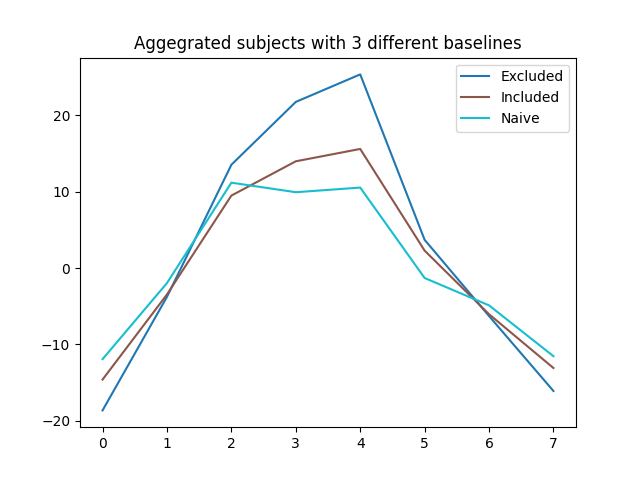 Aggegrated subjects with 3 different baselines
Excluded
Included
Naive
20
10
0
−10
−20
0 1 2 3 4 5 6 7